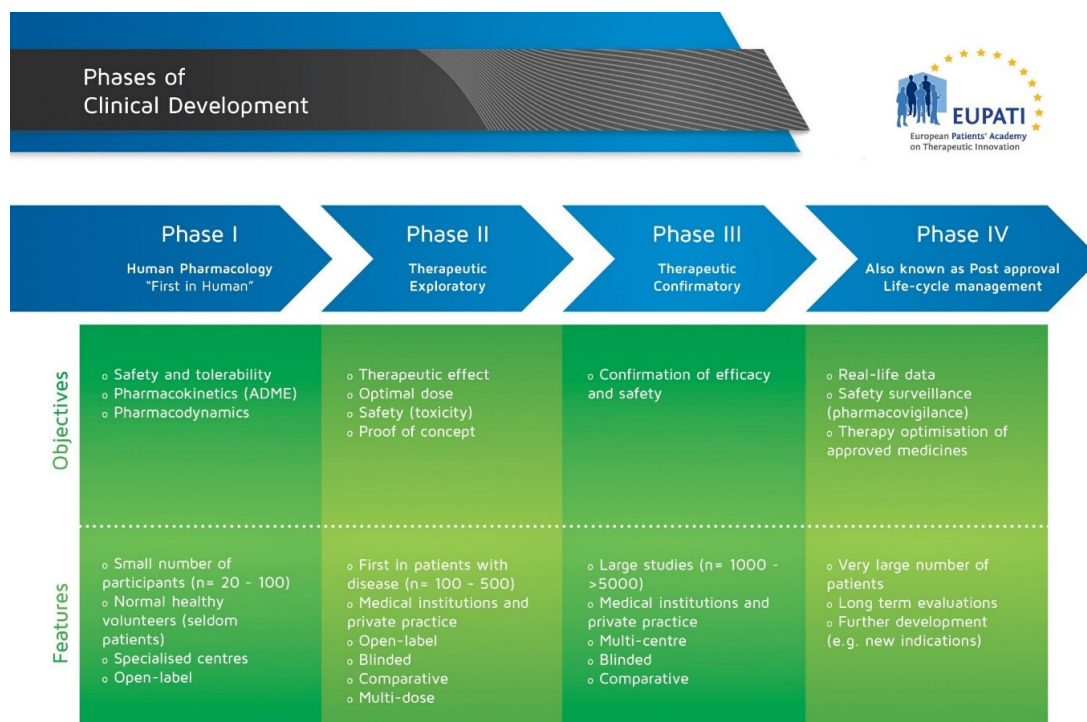 Phases of
Clinical Development
EUPATI
European Patients' Academy
on Therapeutic Innovation
Phase I
Human Pharmacology
"First in Human"
Phase II
Therapeutic
Exploratory
Phase III
Therapeutic
Confirmatory
Phase IV
Also known as Post approval
Life-cycle management
Objectives
o Safety and tolerability
o Pharmacokinetics (ADME)
o Pharmacodynamics
o Therapeutic effect
o Optimal dose
o Safety (toxicity)
o Proof of concept
o Confirmation of efficacy
and safety
o Real-life data
o Safety surveillance
(pharmacovigilance)
o Therapy optimisation of
approved medicines
Features
o Small number of
participants (n= 20 - 100)
o Normal healthy
volunteers (seldom
patients)
o Specialised centres
o Open-label
o First in patients with
disease (n= 100 - 500)
o Medical institutions and
private practice
o Open-label
o Blinded
o Comparative
o Multi-dose
o Large studies (n= 1000 -
>5000)
o Medical institutions and
private practice
o Multi-centre
o Blinded
o Comparative
o Very large number of
patients
o Long term evaluations
o Further development
(e.g. new indications)